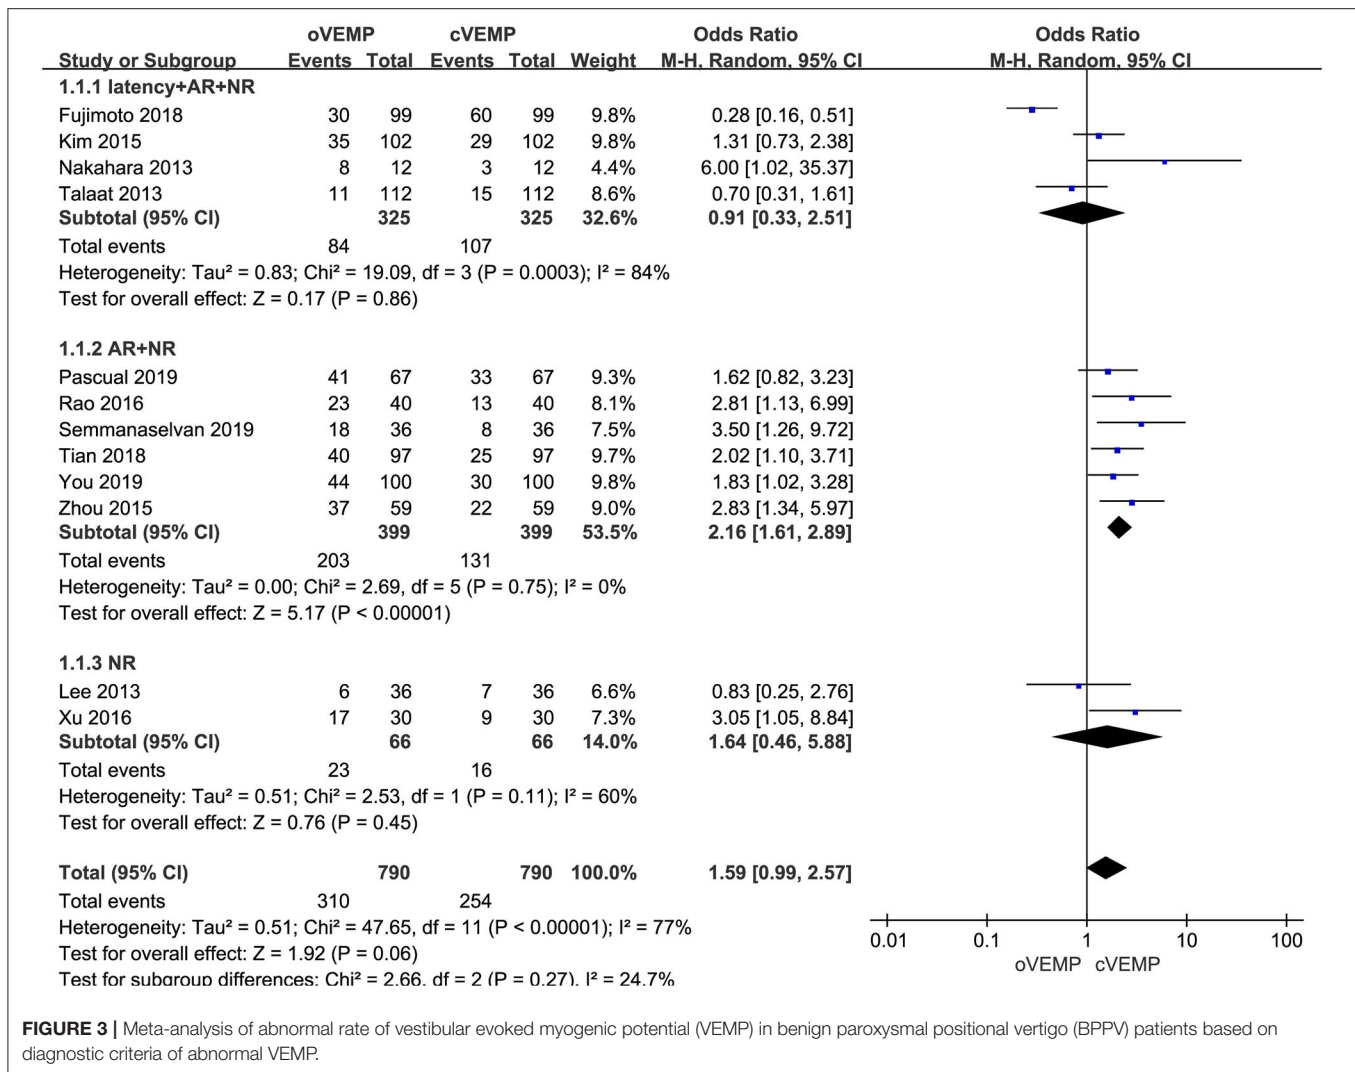 oVEMP cVEMP Odds Ratio Odds Ratio
Study or Subgroup Events Total Events Total Weight M-H, Random, 95% CI M-H, Random, 95% CI
1.1.1 latency+AR+NR
Fujimoto 2018 30 99 60 99 9.8% 0.28 [0.16, 0.51]
Kim 2015 35 102 29 102 9.8% 1.31 [0.73, 2.38]
Nakahara 2013 8 12 3 12 4.4% 6.00 [1.02, 35.37]
Talaat 2013 11 112 15 112 8.6% 0.70 [0.31, 1.61]
Subtotal (95% CI) 325 325 32.6% 0.91 [0.33, 2.51]
Total events 84 107
Heterogeneity: Tau² = 0.83; Chi² = 19.09, df = 3 (P = 0.0003); I² = 84%
Test for overall effect: Z = 0.17 (P = 0.86)
1.1.2 AR+NR
Pascual 2019 41 67 33 67 9.3% 1.62 [0.82, 3.23]
Rao 2016 23 40 13 40 8.1% 2.81 [1.13, 6.99]
Semmanaselvan 2019 18 36 8 36 7.5% 3.50 [1.26, 9.72]
Tian 2018 40 97 25 97 9.7% 2.02 [1.10, 3.71]
You 2019 44 100 30 100 9.8% 1.83 [1.02, 3.28]
Zhou 2015 37 59 22 59 9.0% 2.83 [1.34, 5.97]
Subtotal (95% CI) 399 399 53.5% 2.16 [1.61, 2.89]
Total events 203 131
Heterogeneity: Tau² = 0.00; Chi² = 2.69, df = 5 (P = 0.75); I² = 0%
Test for overall effect: Z = 5.17 (P < 0.00001)
1.1.3 NR
Lee 2013 6 36 7 36 6.6% 0.83 [0.25, 2.76]
Xu 2016 17 30 9 30 7.3% 3.05 [1.05, 8.84]
Subtotal (95% CI) 66 66 14.0% 1.64 [0.46, 5.88]
Total events 23 16
Heterogeneity: Tau² = 0.51; Chi² = 2.53, df = 1 (P = 0.11); I² = 60%
Test for overall effect: Z = 0.76 (P = 0.45)
Total (95% CI) 790 790 100.0% 1.59 [0.99, 2.57]
Total events 310 254
Heterogeneity: Tau² = 0.51; Chi² = 47.65, df = 11 (P < 0.00001); I² = 77%
Test for overall effect: Z = 1.92 (P = 0.06)
Test for subgroup differences: Chi² = 2.66, df = 2 (P = 0.27), I² = 24.7%
0.01 0.1 1 10 100
oVEMP cVEMP
FIGURE 3 | Meta-analysis of abnormal rate of vestibular evoked myogenic potential (VEMP) in benign paroxysmal positional vertigo (BPPV) patients based on
diagnostic criteria of abnormal VEMP.